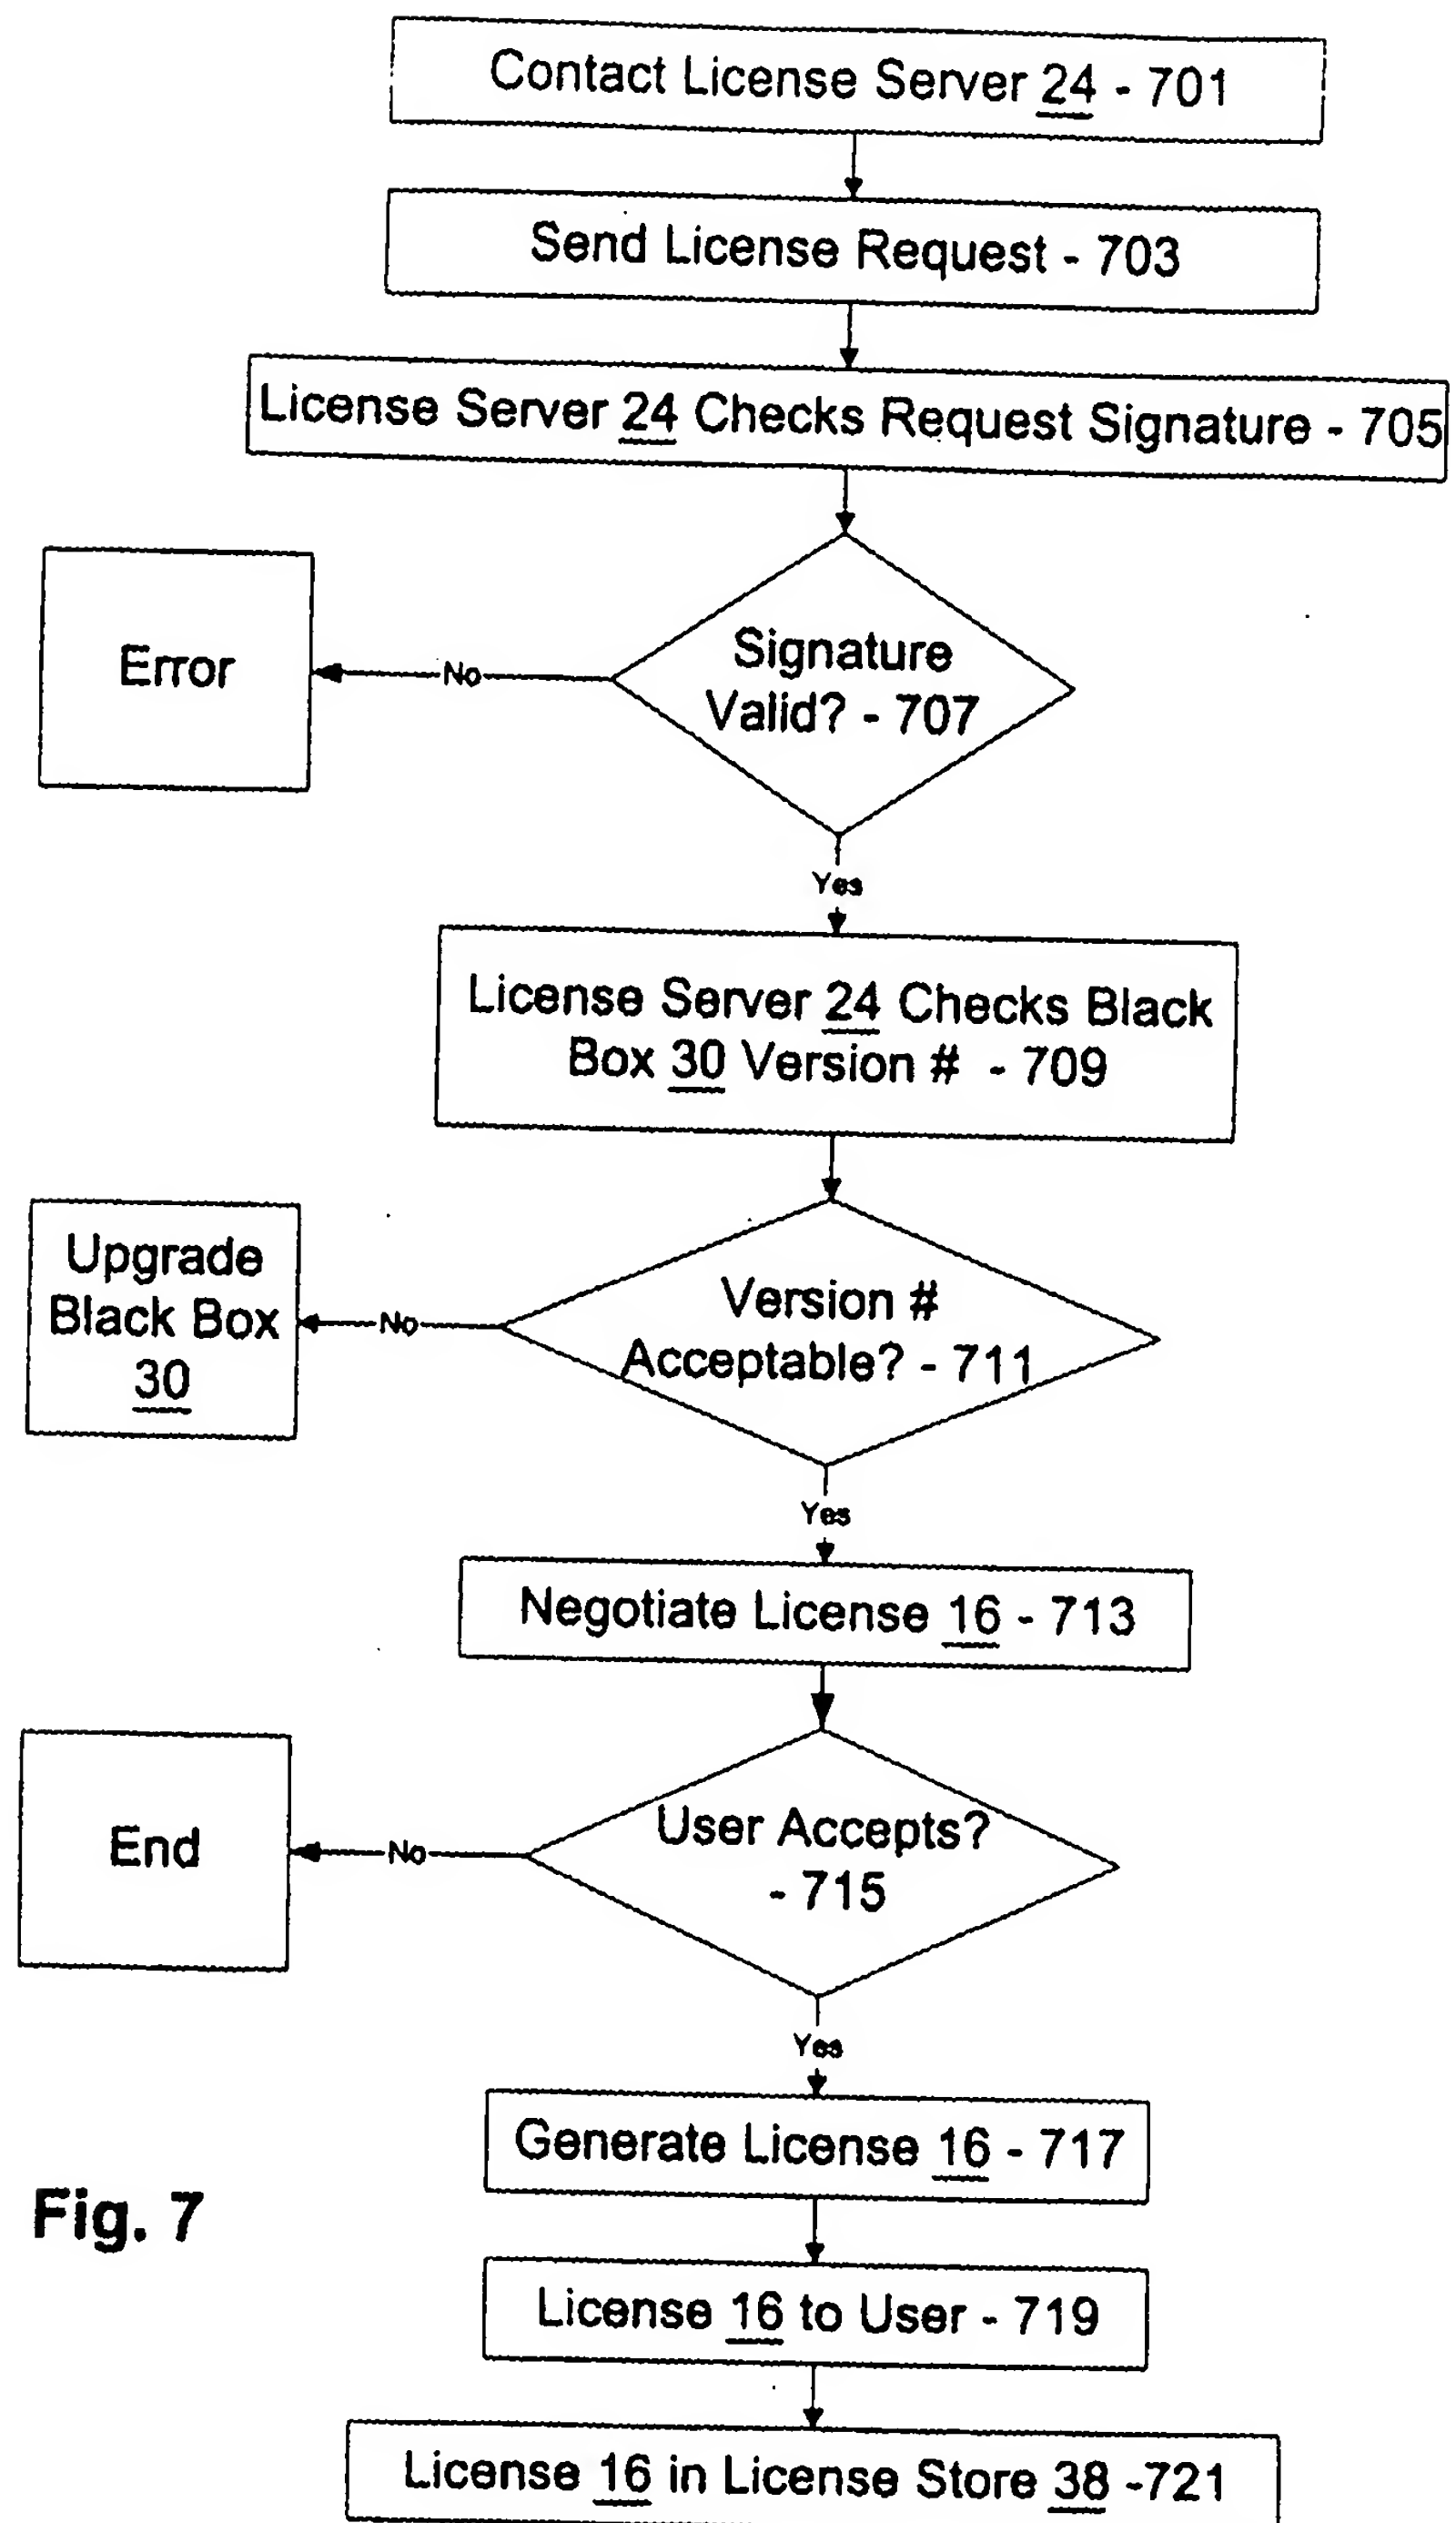 Contact License Server 24 - 701
Send License Request - 703
License Server 24 Checks Request Signature - 705
Signature
Valid? - 707
No
Error
Yes
License Server 24 Checks Black
Box 30 Version # - 709
Version #
Acceptable? - 711
No
Upgrade
Black Box
30
Yes
Negotiate License 16 - 713
User Accepts?
- 715
No
End
Yes
Generate License 16 - 717
License 16 to User - 719
License 16 in License Store 38 -721
Fig. 7